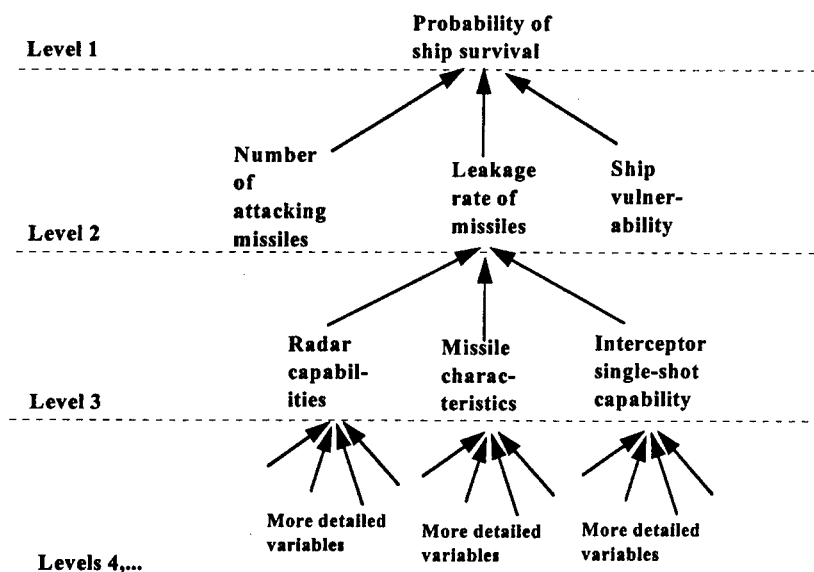 Level 1
Probability of
ship survival
Number
of
attacking
missiles
Leakage
rate of
missiles
Ship
vulner-
ability
Level 2
Radar
capabil-
ities
Missile
charac-
teristics
Interceptor
single-shot
capability
Level 3
More detailed
variables
More detailed
variables
More detailed
variables
Levels 4,...